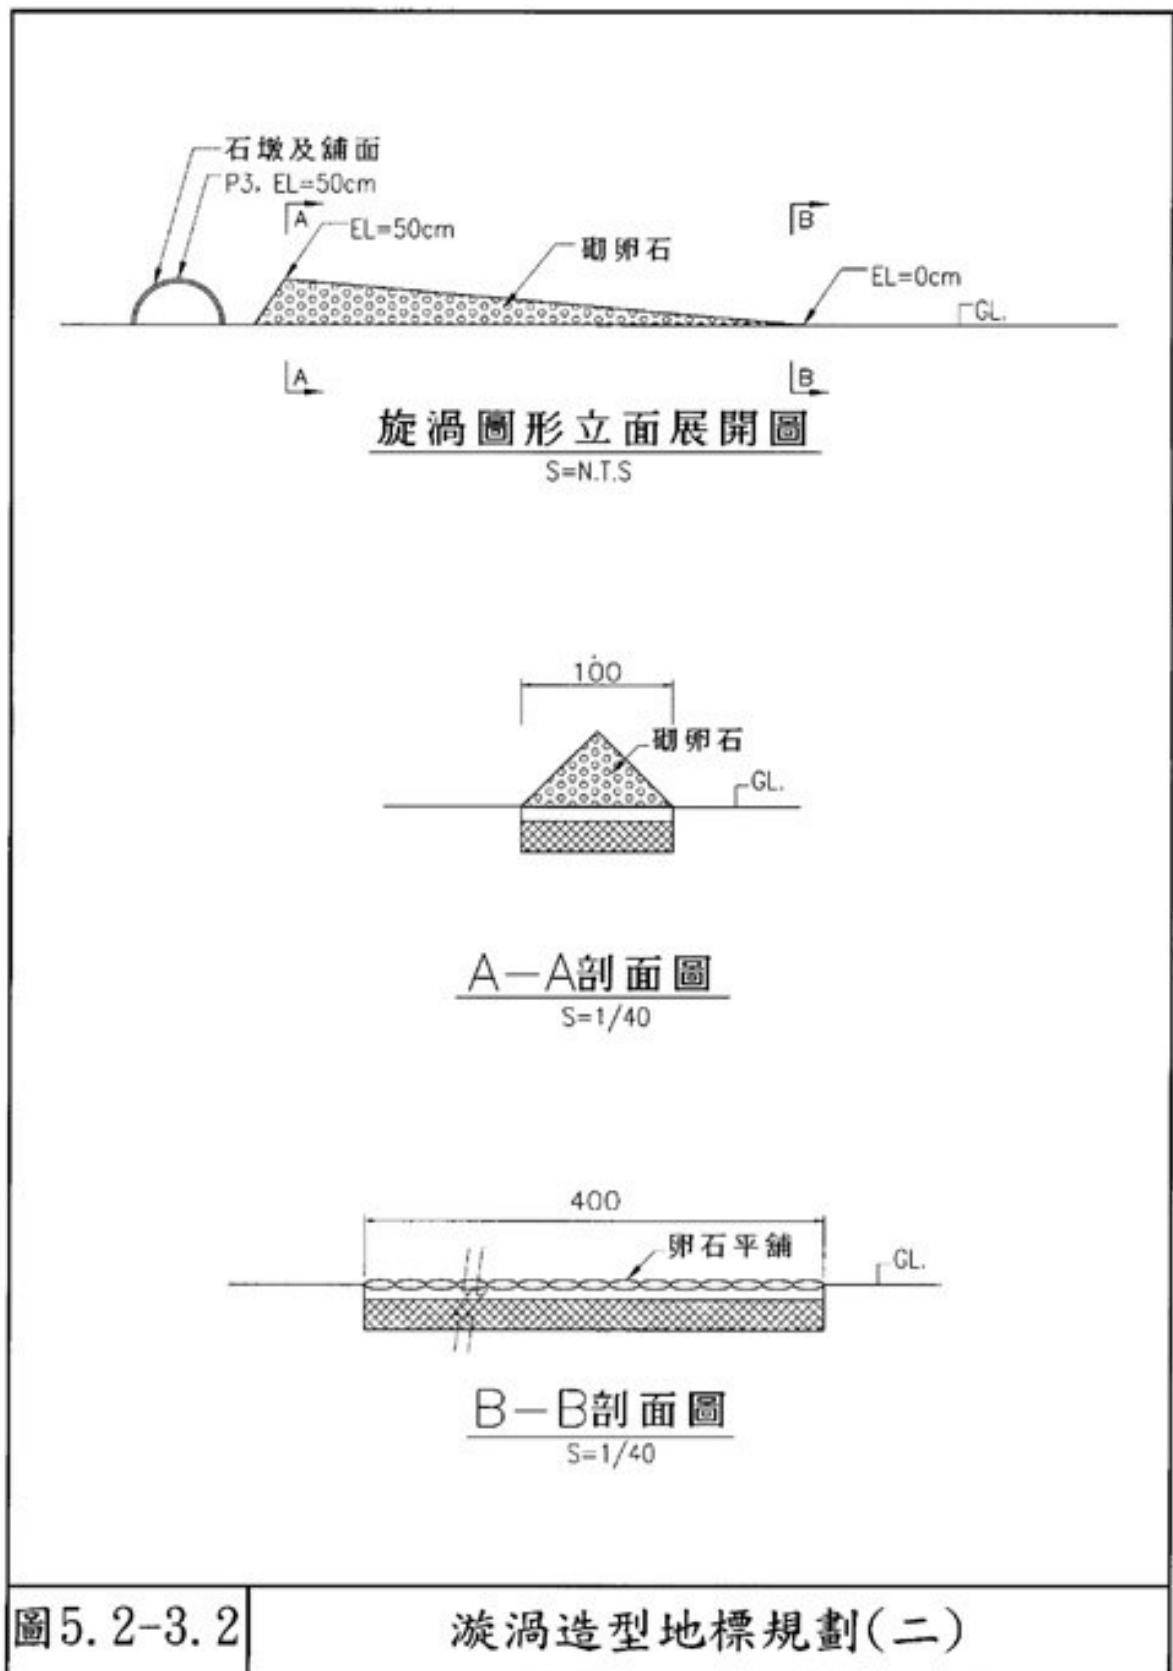 石墩及舖面
P3, EL=50cm
A
B
EL=50cm
砌卵石
EL=0cm
GL.
A
B
旋渦圖形立面展開圖
S=N.T.S
100
砌卵石
GL.
A-A剖面圖
S=1/40
400
卵石平舖
GL.
B-B剖面圖
S=1/40
圖5.2-3.2
漩渦造型地標規劃(二)